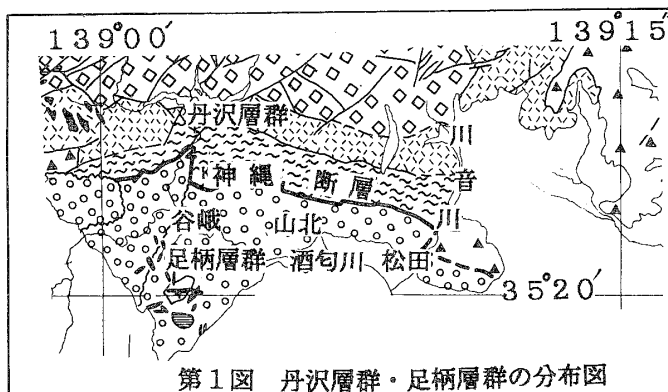 139°00′
139°15′
丹沢層群
川
神縄 断層
音
谷峨 山北
川
足柄層群 酒匂川 松田
35°20′
第1図 丹沢層群・足柄層群の分布図